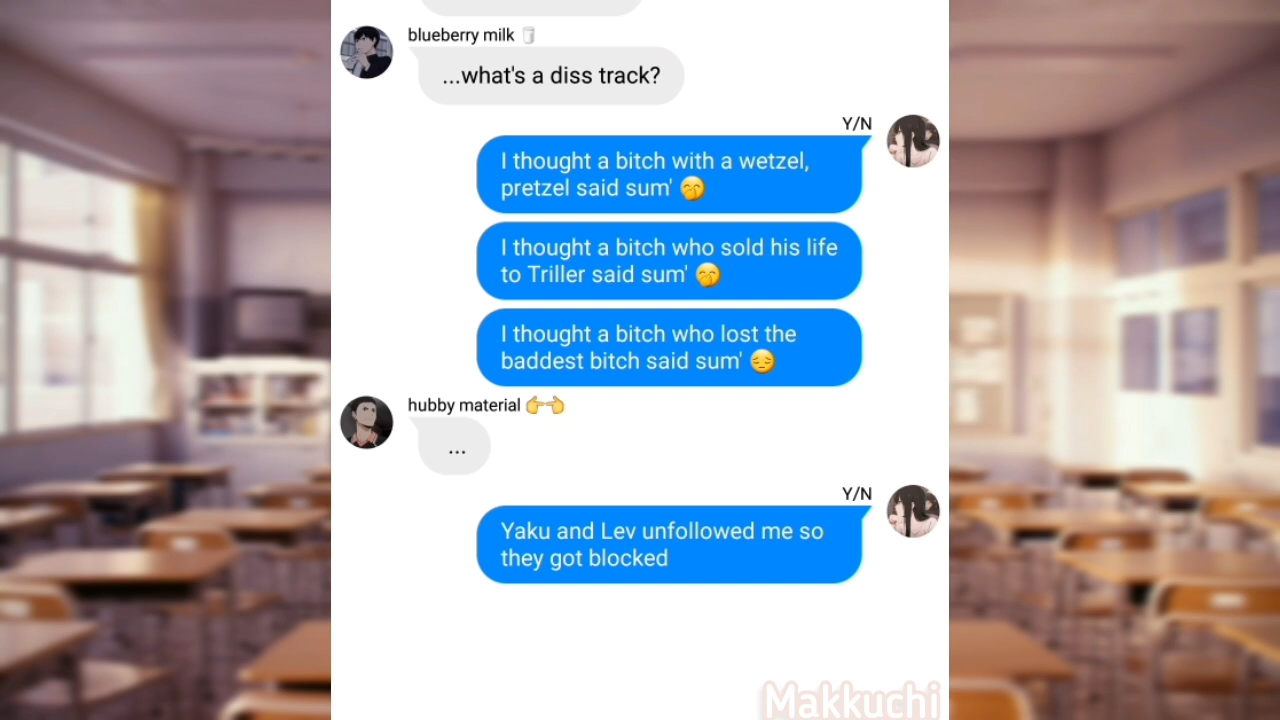 blueberry milk 🥛
...what's a diss track?
Y/N
I thought a bitch with a wetzel,
pretzel said sum' 🤭
I thought a bitch who sold his life
to Triller said sum' 🤭
I thought a bitch who lost the
baddest bitch said sum' 😔
hubby material 👉👈
...
Y/N
Yaku and Lev unfollowed me so
they got blocked
Makkuchi